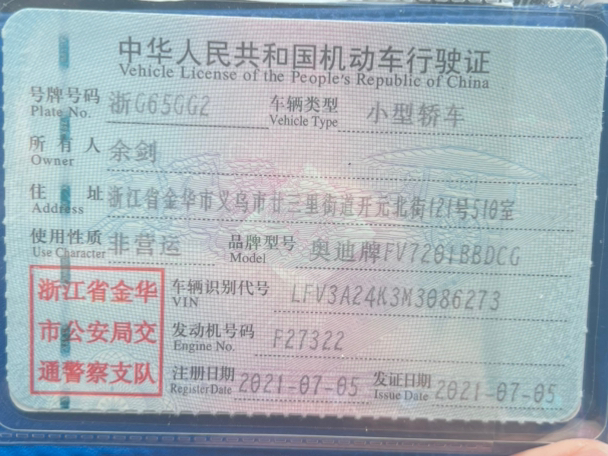 中华人民共和国机动车行驶证
Vehicle License of the People's Republic of China
号牌号码 浙G65GG2 车辆类型 小型轿车
Plate No. Vehicle Type
所有人 余剑
Owner
住址 浙江省金华市义乌市廿三里街道开元北街121号510室
Address
使用性质 非营运 品牌型号 奥迪牌FV7201BBDCG
Use Character Model
浙江省金华
市公安局交
通警察支队
车辆识别代号 LFV3A24K3M3086273
VIN
发动机号码 F27322
Engine No.
注册日期 2021-07-05 发证日期 2021-07-05
Register Date Issue Date